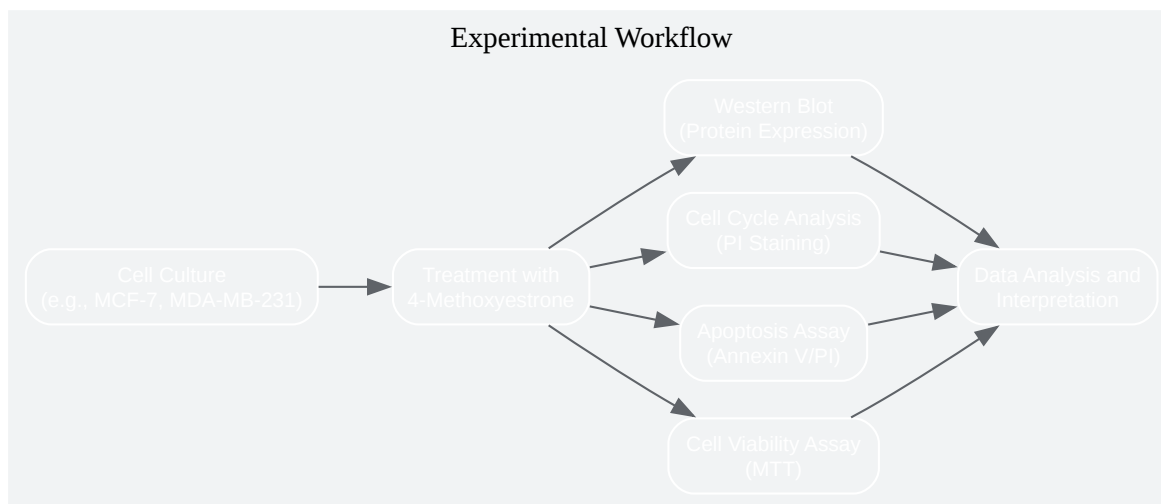 Experimental Workflow
Cell Culture
(e.g., MCF-7, MDA-MB-231)
Treatment with
4-Methoxyestrone
Western Blot
(Protein Expression)
Cell Cycle Analysis
(PI Staining)
Apoptosis Assay
(Annexin V/PI)
Cell Viability Assay
(MTT)
Data Analysis and
Interpretation